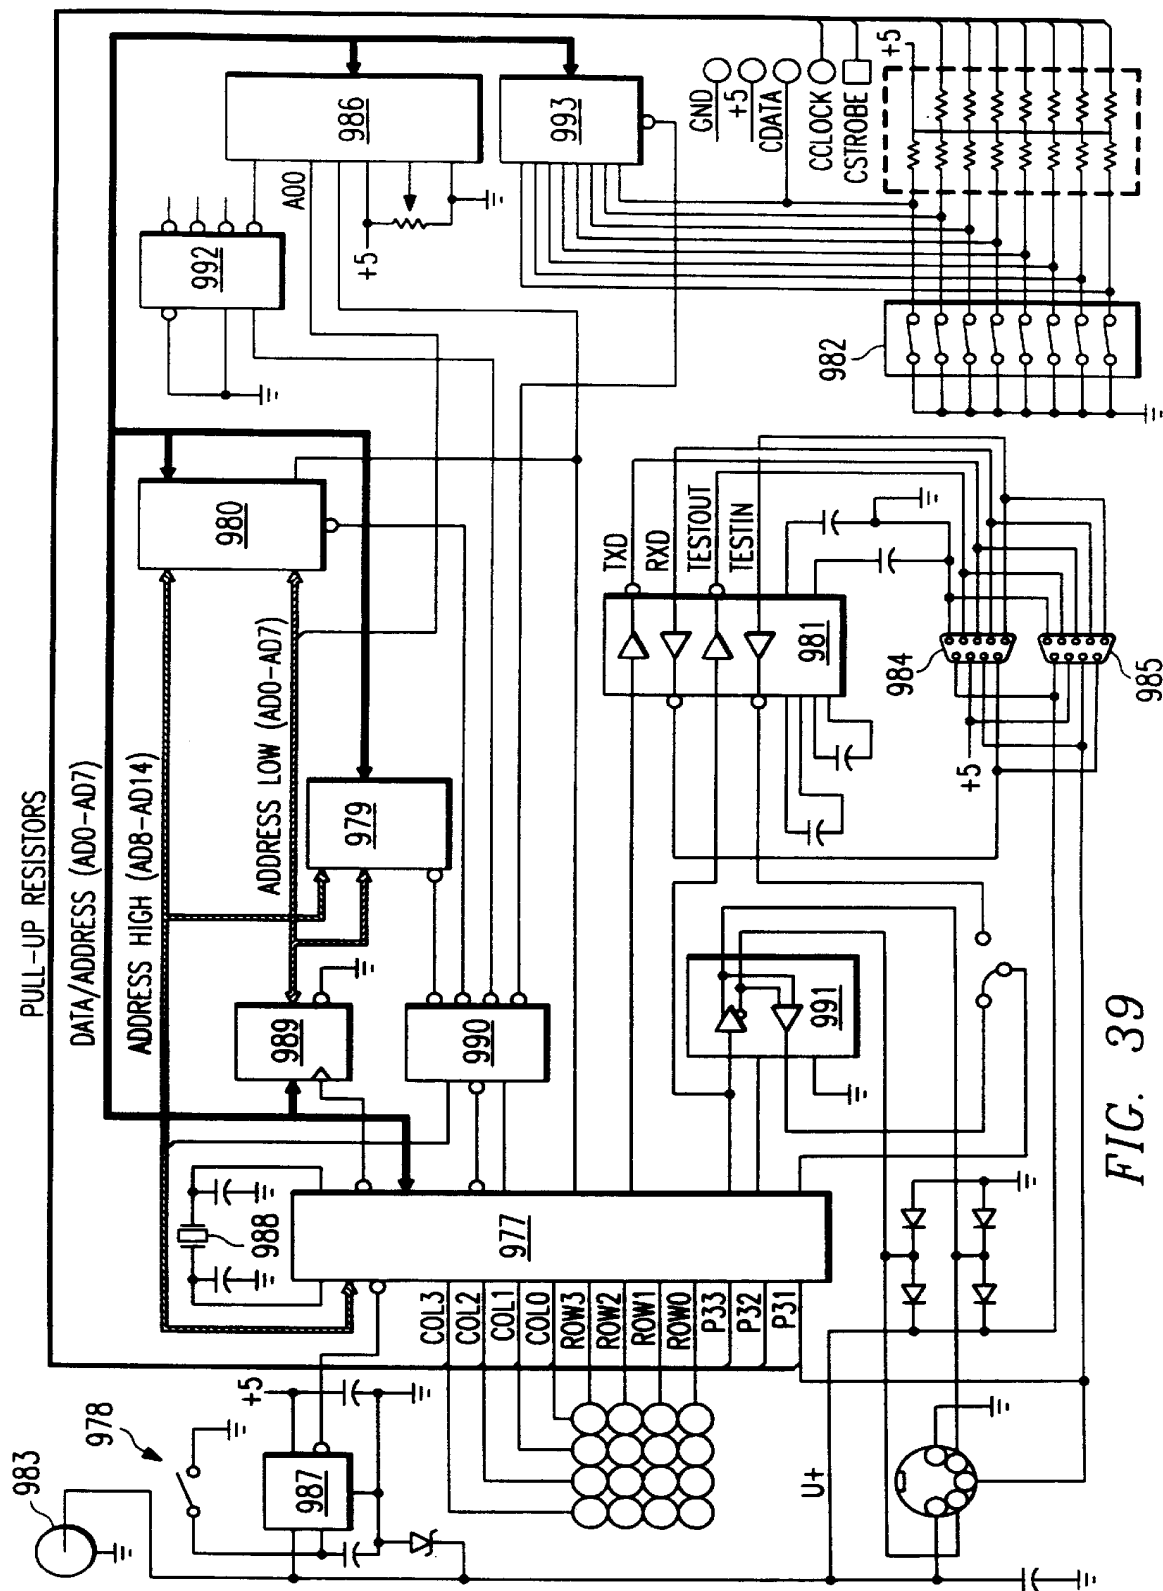 PULL-UP RESISTORS
DATA/ADDRESS (AD0-AD7)
ADDRESS HIGH (AD8-AD14)
ADDRESS LOW (AD0-AD7)
983
978
+5
987
988
977
COL3
COL2
COL1
COL0
ROW3
ROW2
ROW1
ROW0
P33
P32
P31
U+
989
990
979
980
991
992
A00
+5
986
993
GND
+5
CDATA
CCLOCK
CSTROBE
+5
982
TXD
RXD
TESTOUT
TESTIN
981
984
985
+5
FIG. 39